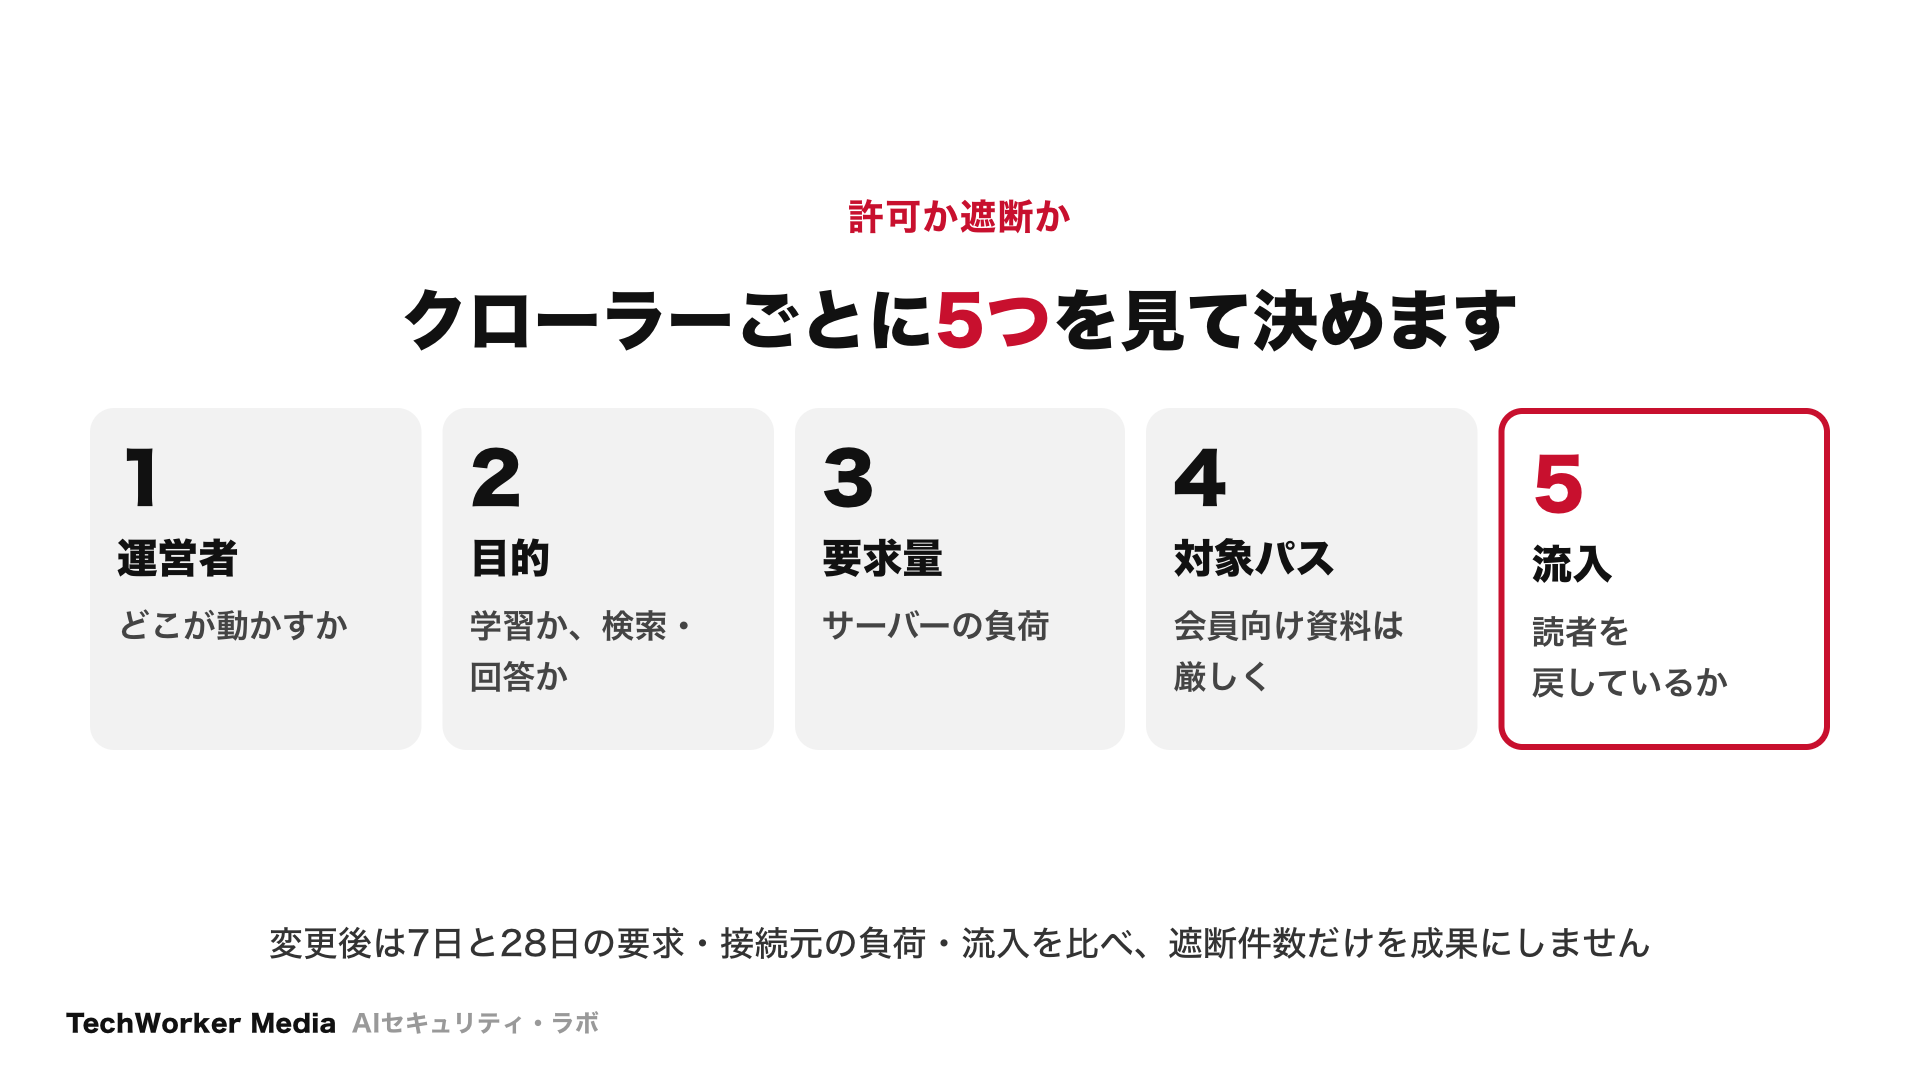 許可か遮断か
クローラーごとに5つを見て決めます
1
運営者
どこが動かすか
2
目的
学習か、検索・
回答か
3
要求量
サーバーの負荷
4
対象パス
会員向け資料は
厳しく
5
流入
読者を
戻しているか
変更後は7日と28日の要求・接続元の負荷・流入を比べ、遮断件数だけを成果にしません
TechWorker Media AIセキュリティ・ラボ